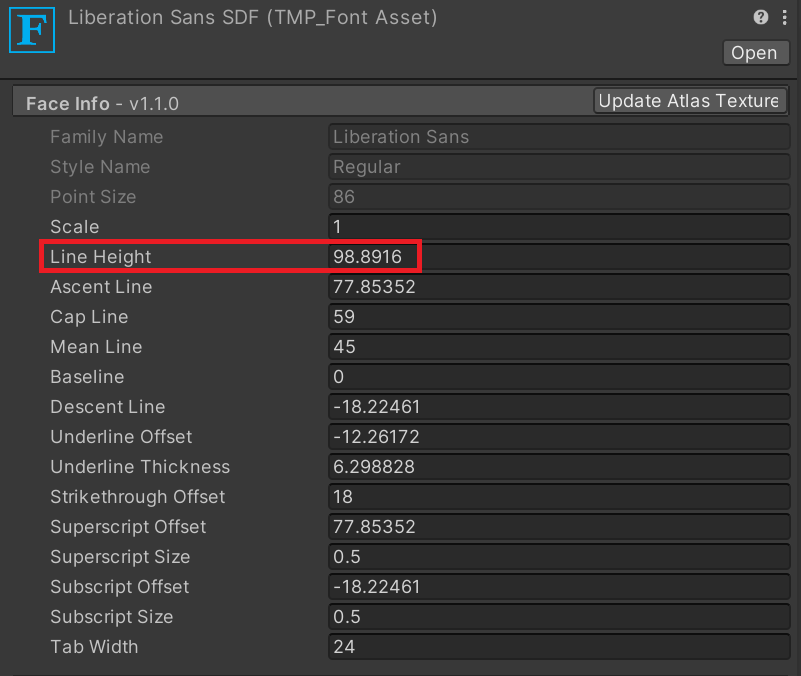 F
Liberation Sans SDF (TMP_Font Asset)
?
Open
Face Info - v1.1.0
Update Atlas Texture
Family Name Liberation Sans
Style Name Regular
Point Size 86
Scale 1
Line Height 98.8916
Ascent Line 77.85352
Cap Line 59
Mean Line 45
Baseline 0
Descent Line -18.22461
Underline Offset -12.26172
Underline Thickness 6.298828
Strikethrough Offset 18
Superscript Offset 77.85352
Superscript Size 0.5
Subscript Offset -18.22461
Subscript Size 0.5
Tab Width 24